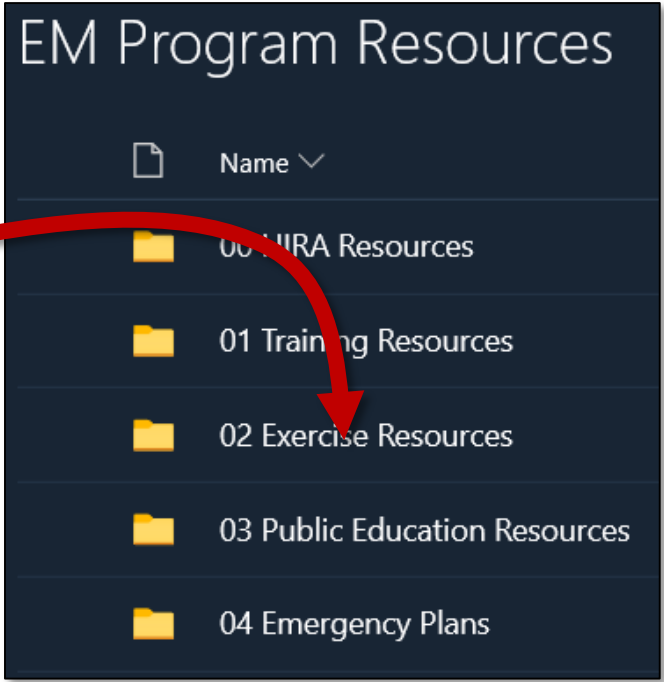 EM Program Resources
Name
00 HIRA Resources
01 Training Resources
02 Exercise Resources
03 Public Education Resources
04 Emergency Plans